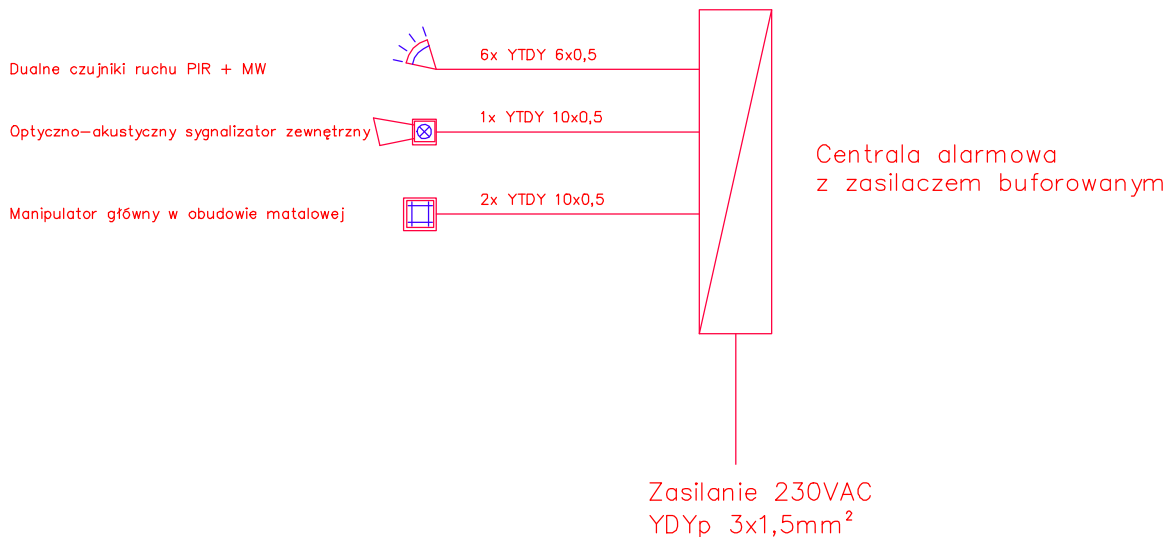 Dualne czujniki ruchu PIR + MW
6x YTDY 6x0,5
Optyczno-akustyczny sygnalizator zewnętrzny
1x YTDY 10x0,5
Manipulator główny w obudowie matalowej
2x YTDY 10x0,5
Centrala alarmowa
z zasilaczem buforowanym
Zasilanie 230VAC
YDYp 3x1,5mm²